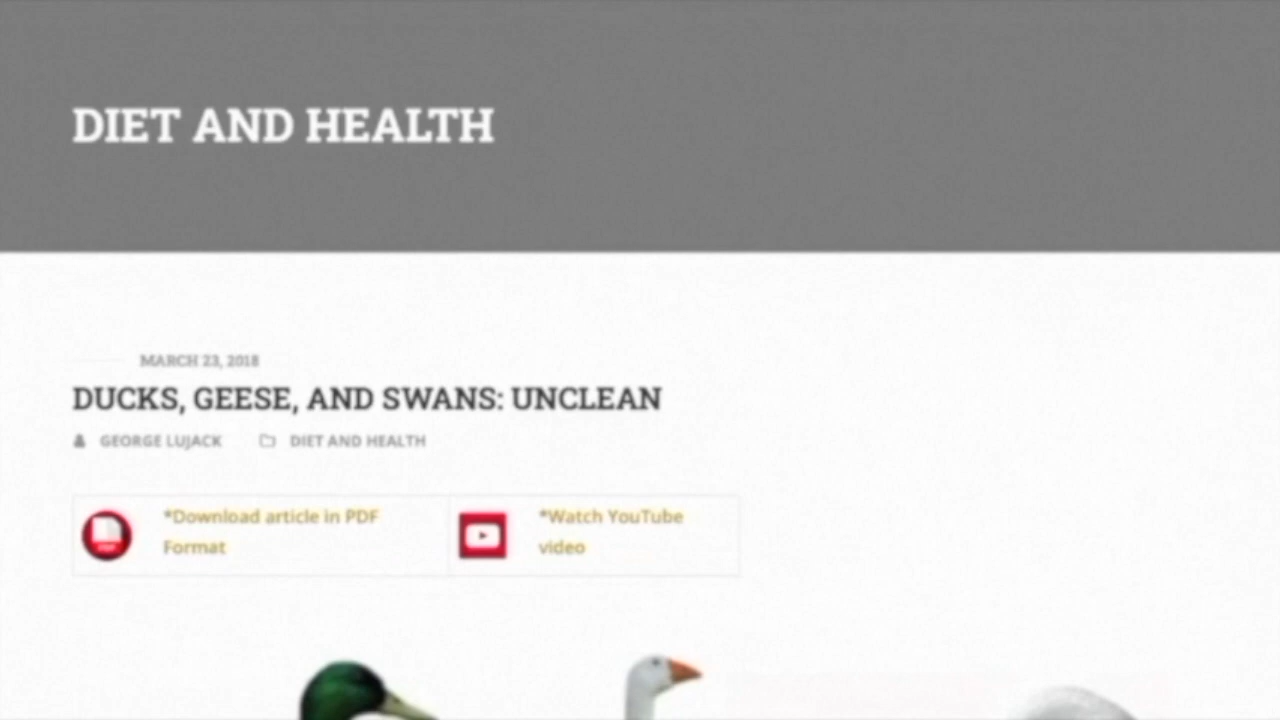 DIET AND HEALTH
MARCH 23, 2018
DUCKS, GEESE, AND SWANS: UNCLEAN
GEORGE LUJACK DIET AND HEALTH
*Download article in PDF
Format
*Watch YouTube
video